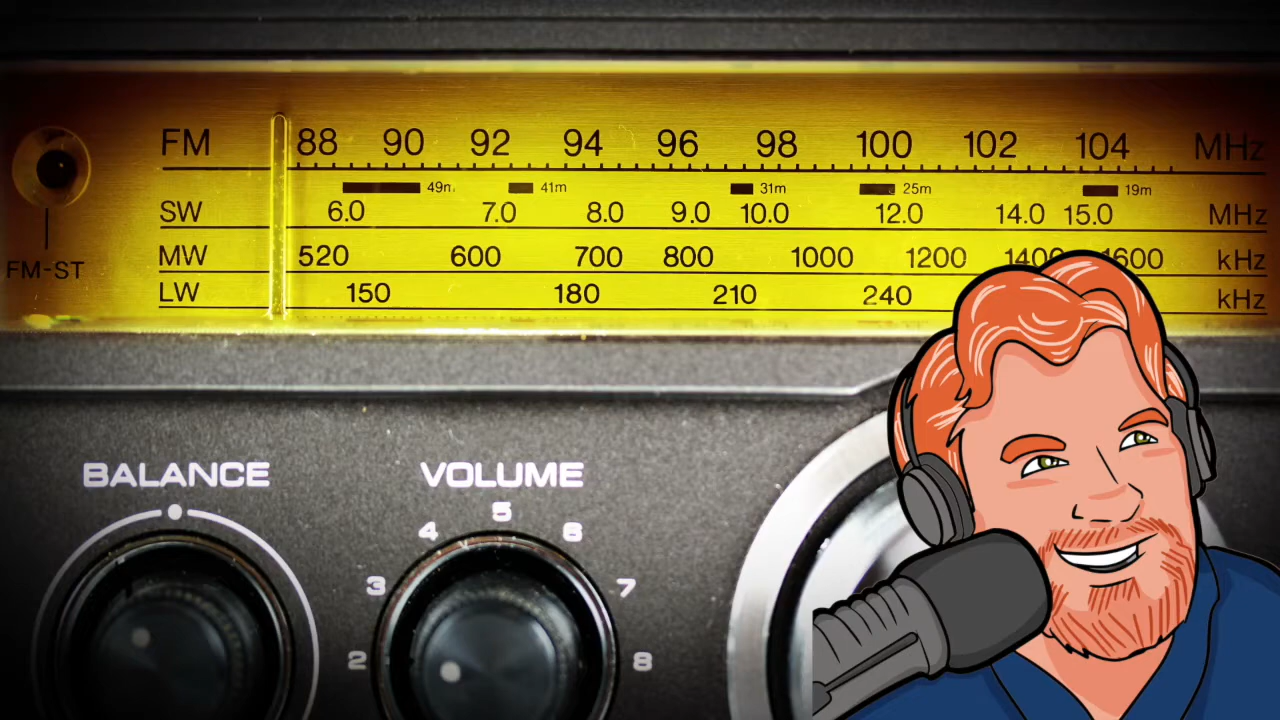 FM 88 90 92 94 96 98 100 102 104 MHz
49m 41m 31m 25m 19m
SW 6.0 7.0 8.0 9.0 10.0 12.0 14.0 15.0 MHz
MW 520 600 700 800 1000 1200 1400 1600 kHz
LW 150 180 210 240 kHz
FM-ST
BALANCE
VOLUME
2 3 4 5 6 7 8